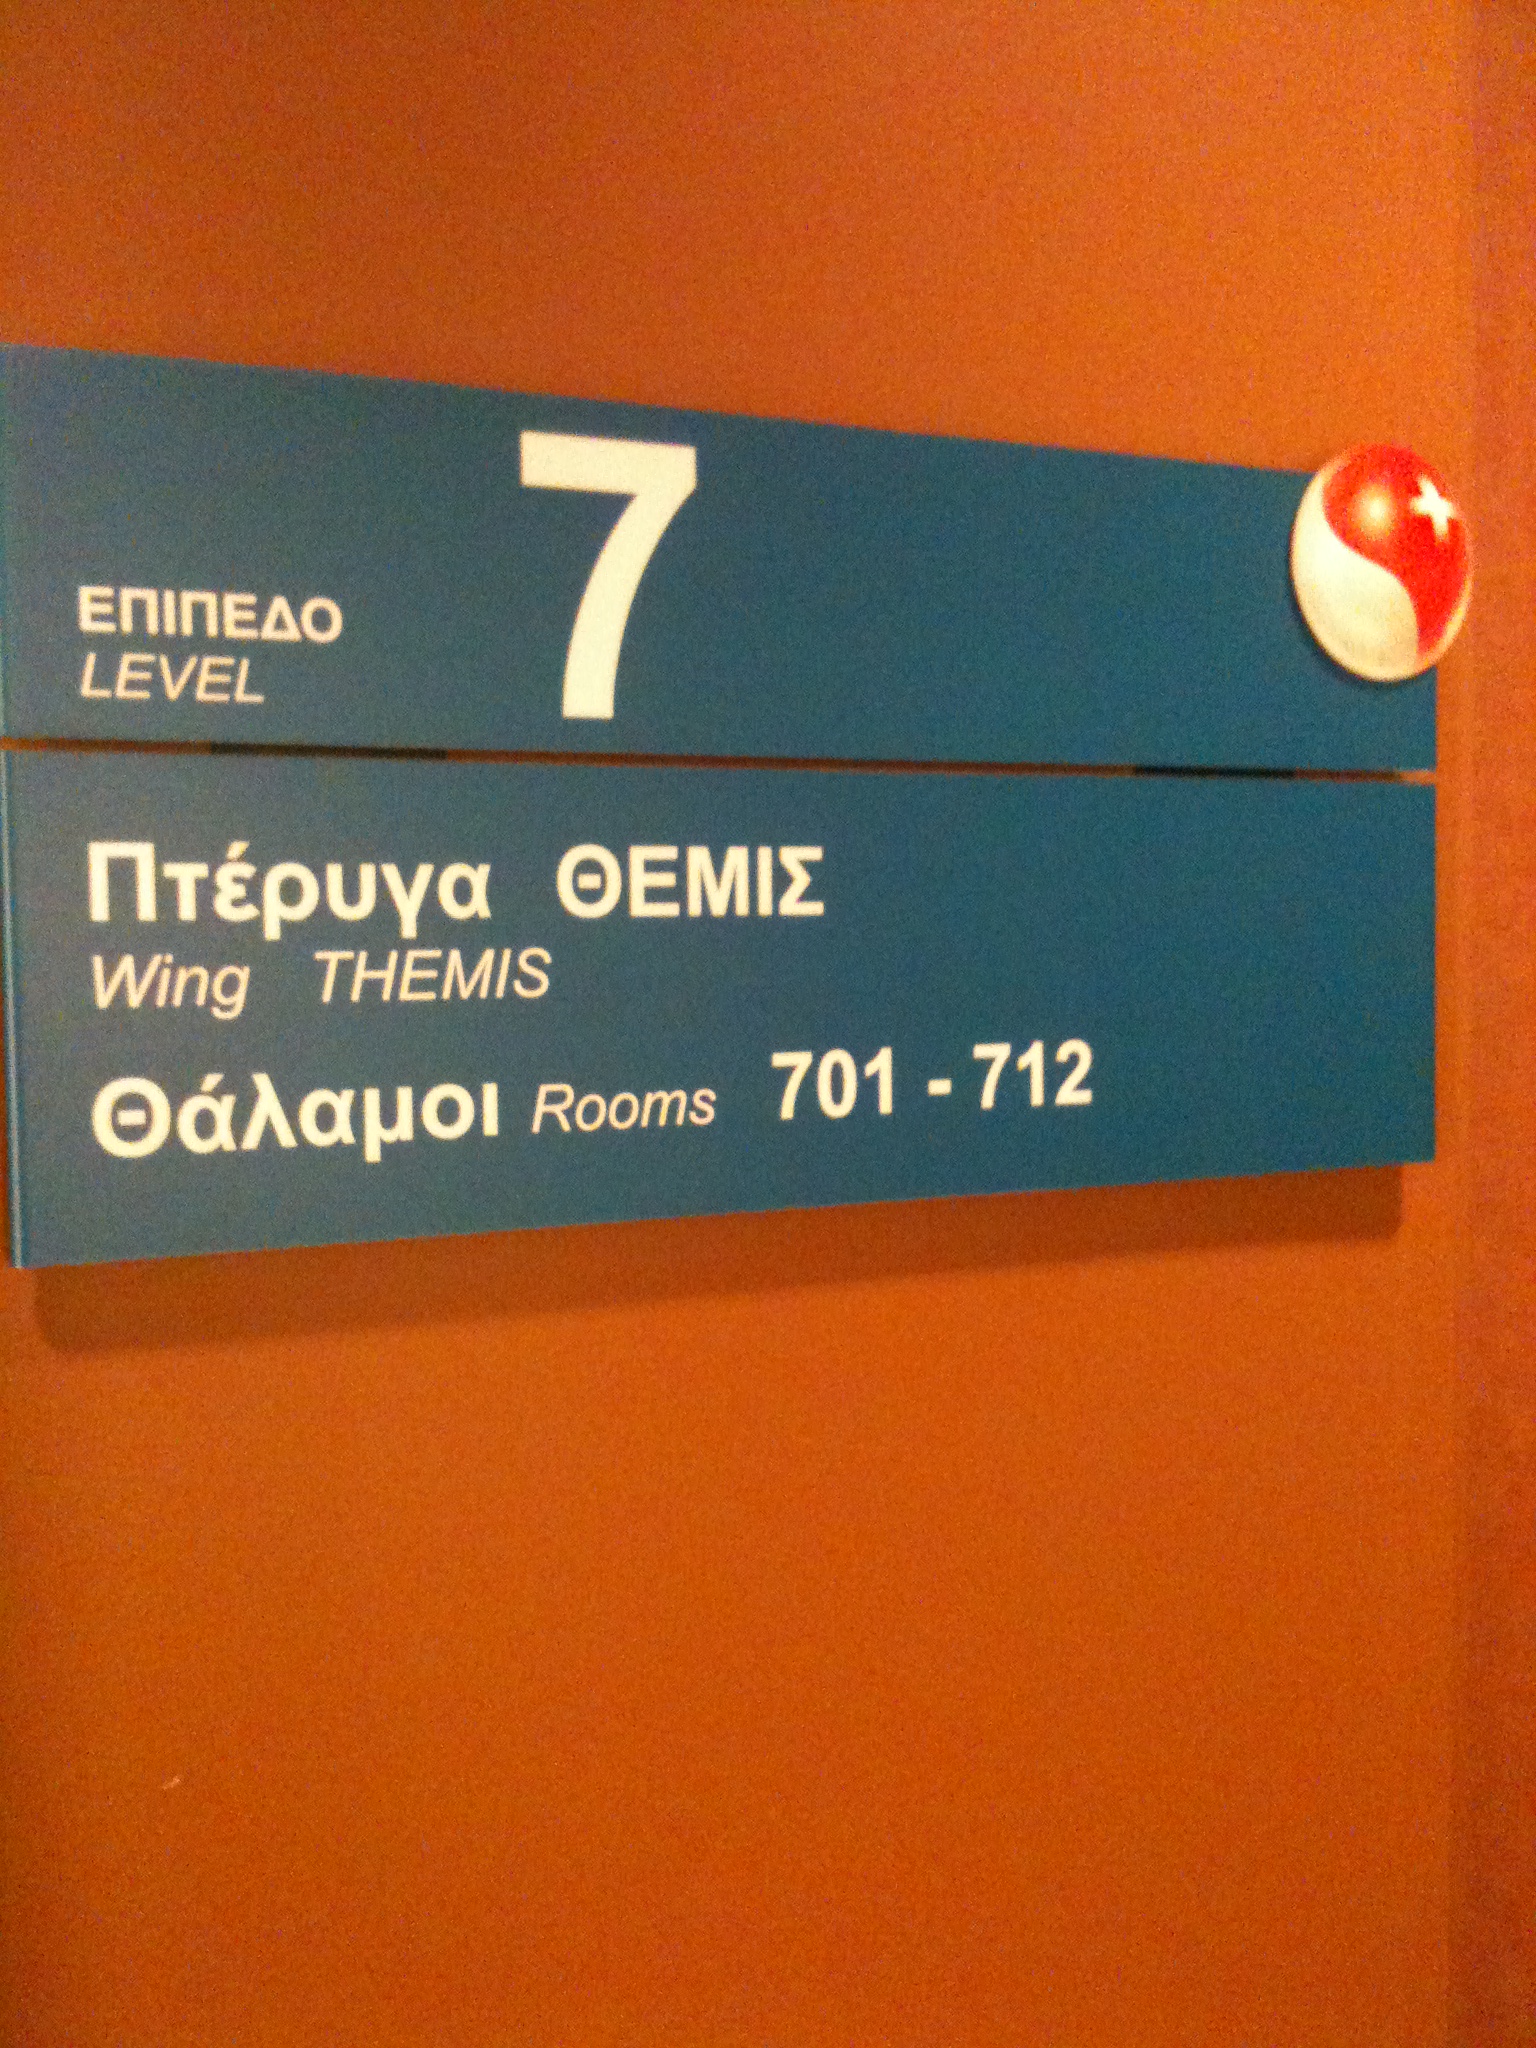 7
ΕΠΙΠΕΔΟ
LEVEL
Πτέρυγα ΘΕΜΙΣ
Wing THEMIS
Θάλαμοι Rooms 701 - 712